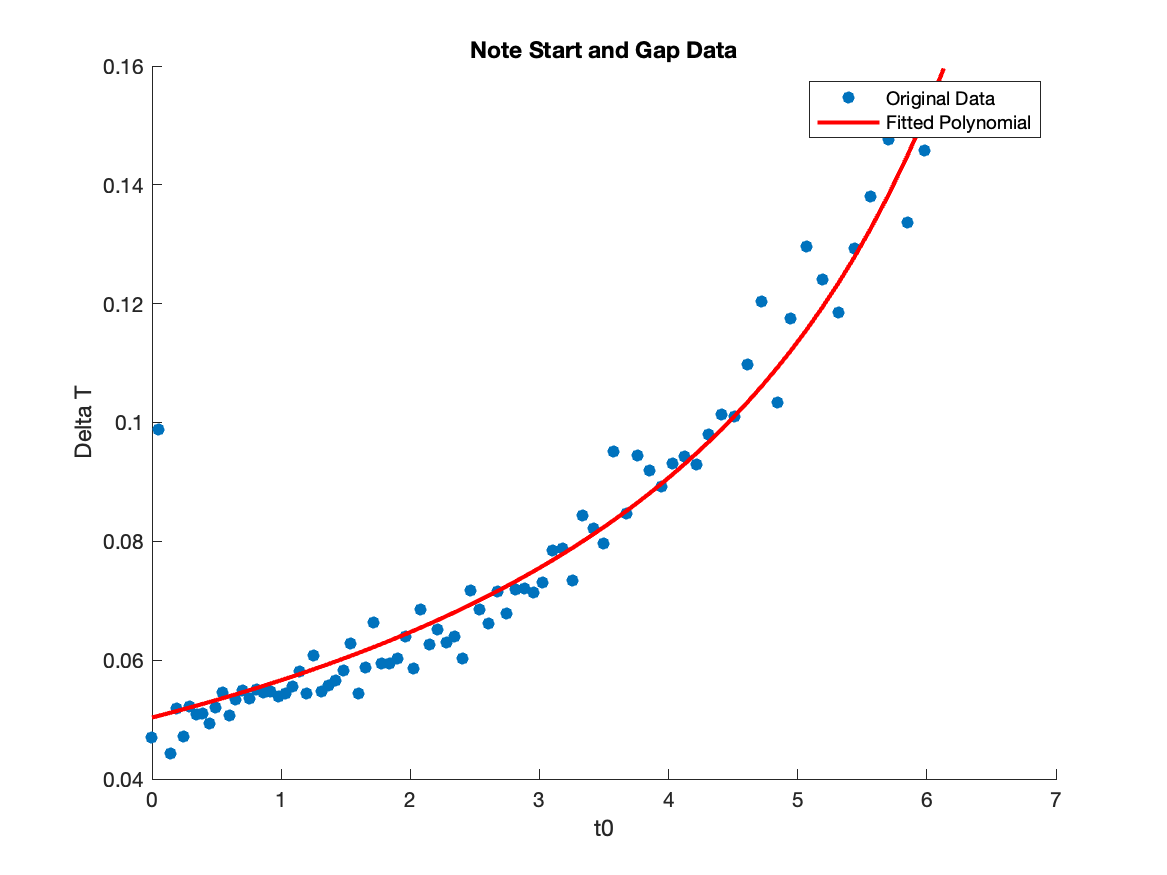 Note Start and Gap Data
0.16
Original Data
Fitted Polynomial
0.14
0.12
0.1
0.08
0.06
0.04
Delta T
0 1 2 3 4 5 6 7
t0